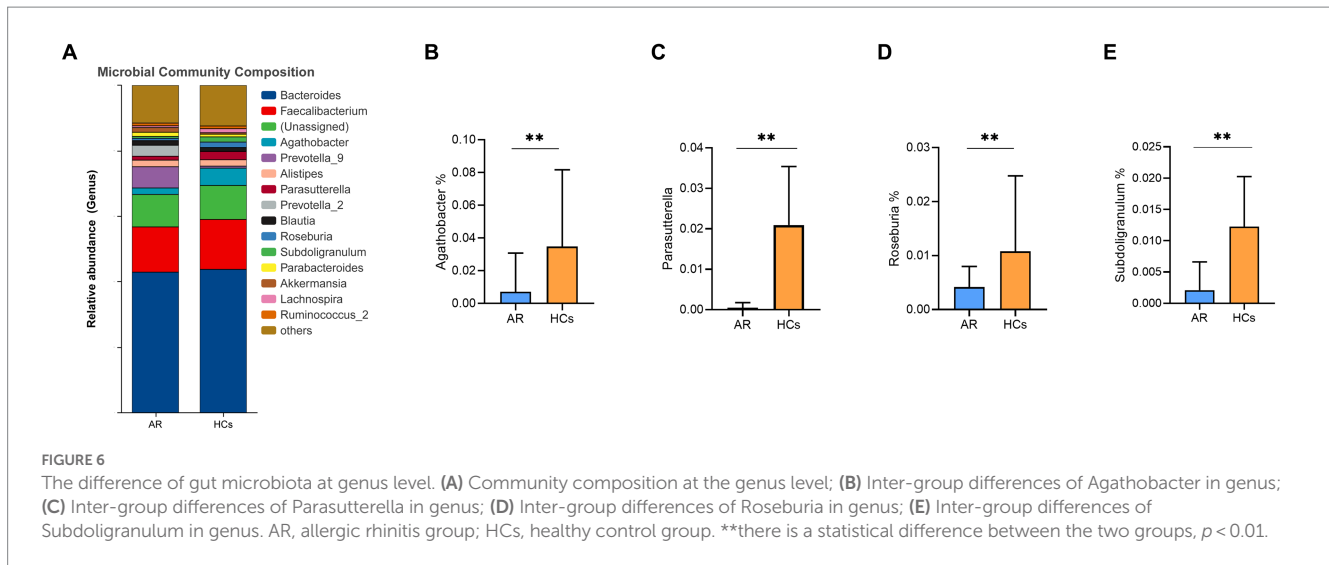 A
Microbial Community Composition
Relative abundance (Genus)
AR
HCs
Bacteroides
Faecalibacterium
(Unassigned)
Agathobacter
Prevotella_9
Alistipes
Parasutterella
Prevotella_2
Blautia
Roseburia
Subdoligranulum
Parabacteroides
Akkermansia
Lachnospira
Ruminococcus_2
others
B
Agathobacter %
0.10
0.08
0.06
0.04
0.02
0.00
**
AR
HCs
C
Parasutterella
0.04
0.03
0.02
0.01
0.00
**
AR
HCs
D
Roseburia %
0.03
0.02
0.01
0.00
**
AR
HCs
E
Subdoligranulum %
0.025
0.020
0.015
0.010
0.005
0.000
**
AR
HCs
FIGURE 6
The difference of gut microbiota at genus level. (A) Community composition at the genus level; (B) Inter-group differences of Agathobacter in genus;
(C) Inter-group differences of Parasutterella in genus; (D) Inter-group differences of Roseburia in genus; (E) Inter-group differences of
Subdoligranulum in genus. AR, allergic rhinitis group; HCs, healthy control group. **there is a statistical difference between the two groups, p < 0.01.